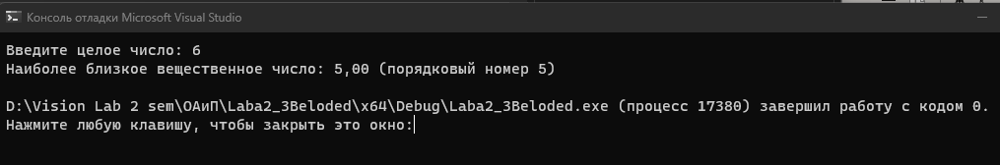 Консоль отладки Microsoft Visual Studio
Введите целое число: 6
Наиболее близкое вещественное число: 5,00 (порядковый номер 5)
D:\Vision Lab 2 sem\ОАиП\Laba2_3Beloded\x64\Debug\Laba2_3Beloded.exe (процесс 17380) завершил работу с кодом 0.
Нажмите любую клавишу, чтобы закрыть это окно: